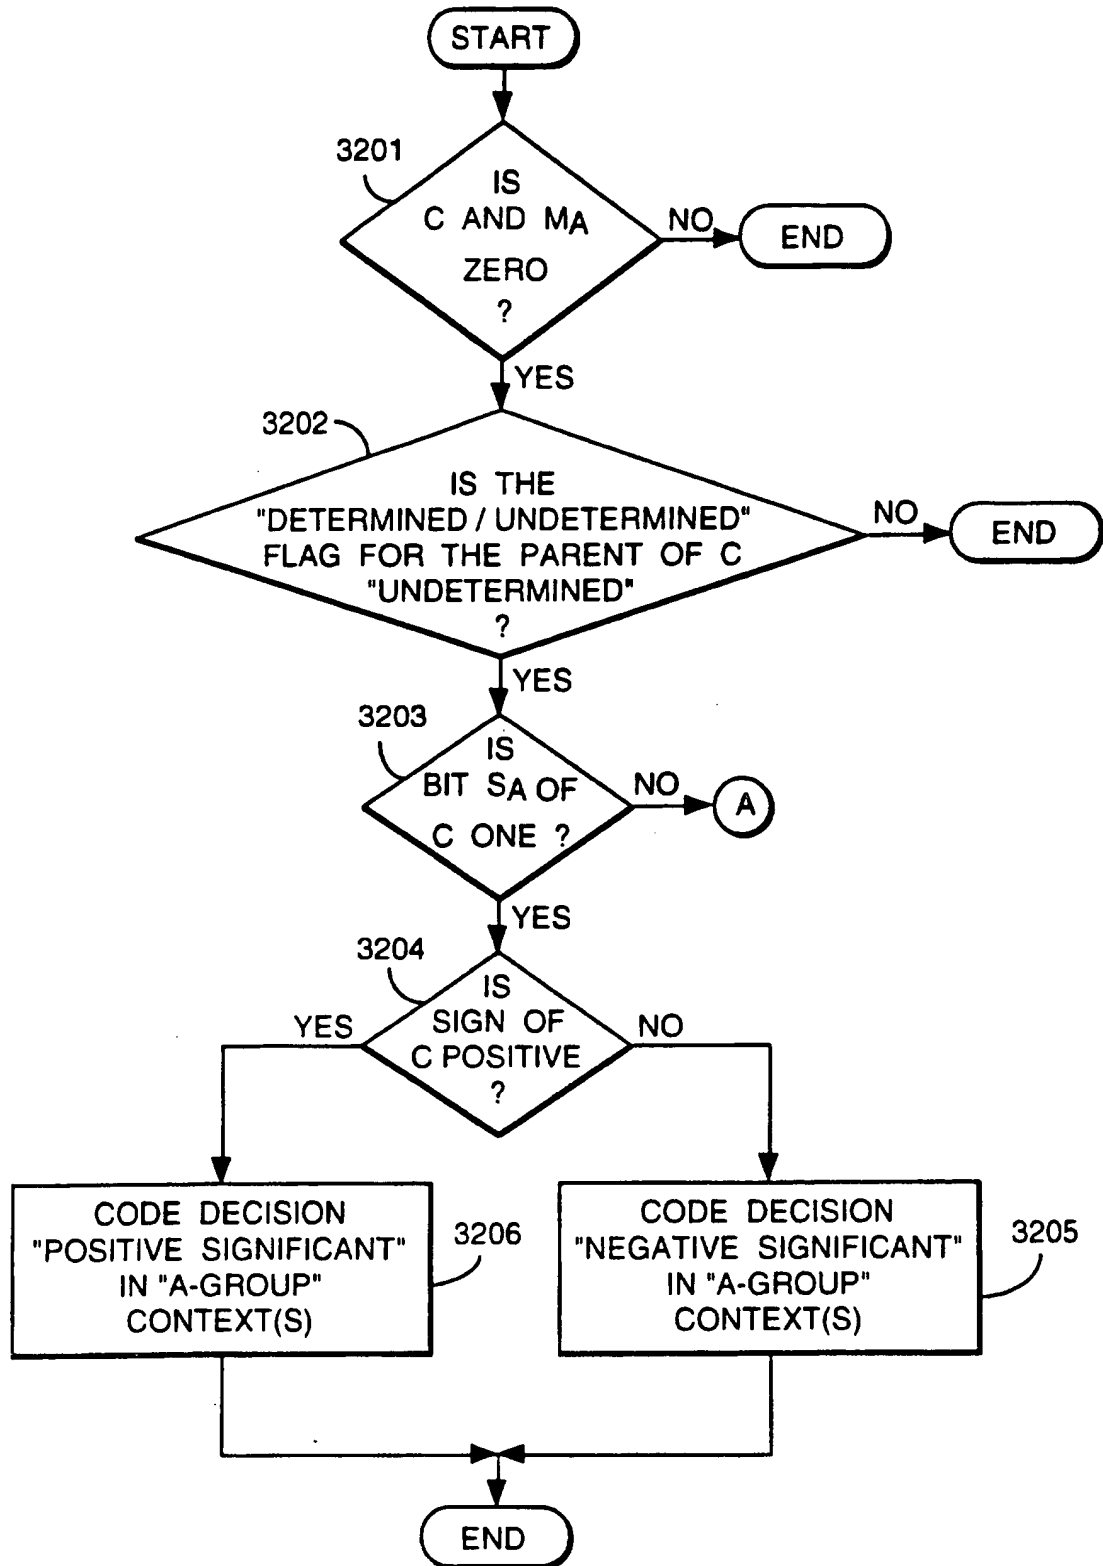 START
3201
IS
C AND MA
ZERO
?
NO
END
YES
3202
IS THE
"DETERMINED / UNDETERMINED"
FLAG FOR THE PARENT OF C
"UNDETERMINED"
?
NO
END
YES
3203
IS
BIT SA OF
C ONE ?
NO
A
YES
3204
IS
SIGN OF
C POSITIVE
?
YES
NO
CODE DECISION
"POSITIVE SIGNIFICANT"
IN "A-GROUP"
CONTEXT(S)
3206
CODE DECISION
"NEGATIVE SIGNIFICANT"
IN "A-GROUP"
CONTEXT(S)
3205
END